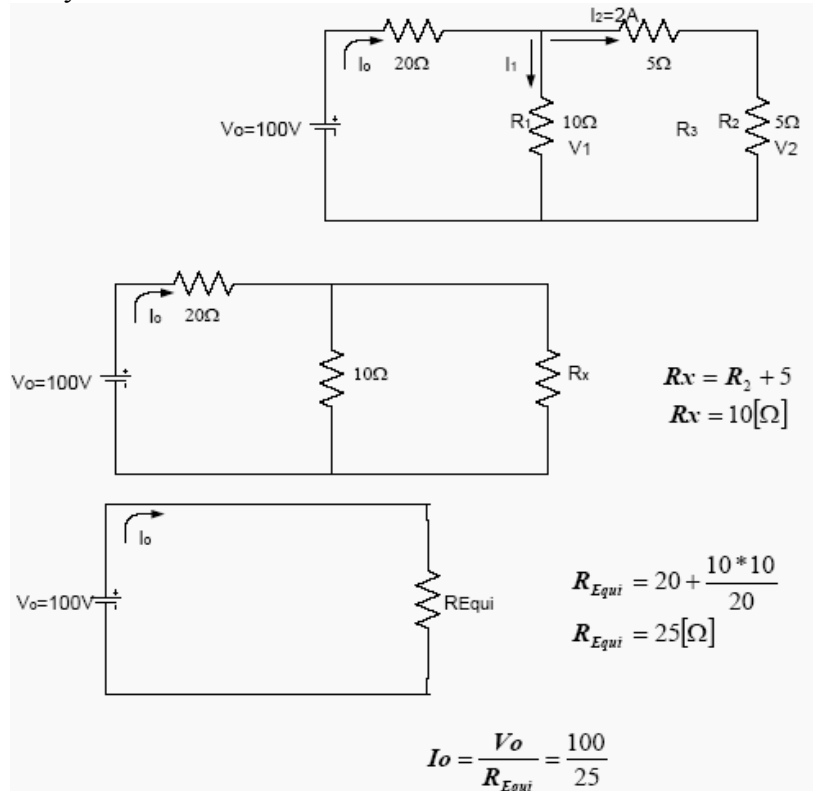 I₂=2A
I₀ 20Ω I₁ 5Ω
V₀=100V R₁ 10Ω R₃ R₂ 5Ω
V1 V2
I₀ 20Ω
V₀=100V 10Ω Rx
Rx = R₂ + 5
Rx = 10[Ω]
I₀
V₀=100V REqui
R_Equi = 20 + 10*10/20
R_Equi = 25[Ω]
Io = Vo/R_Equi = 100/25